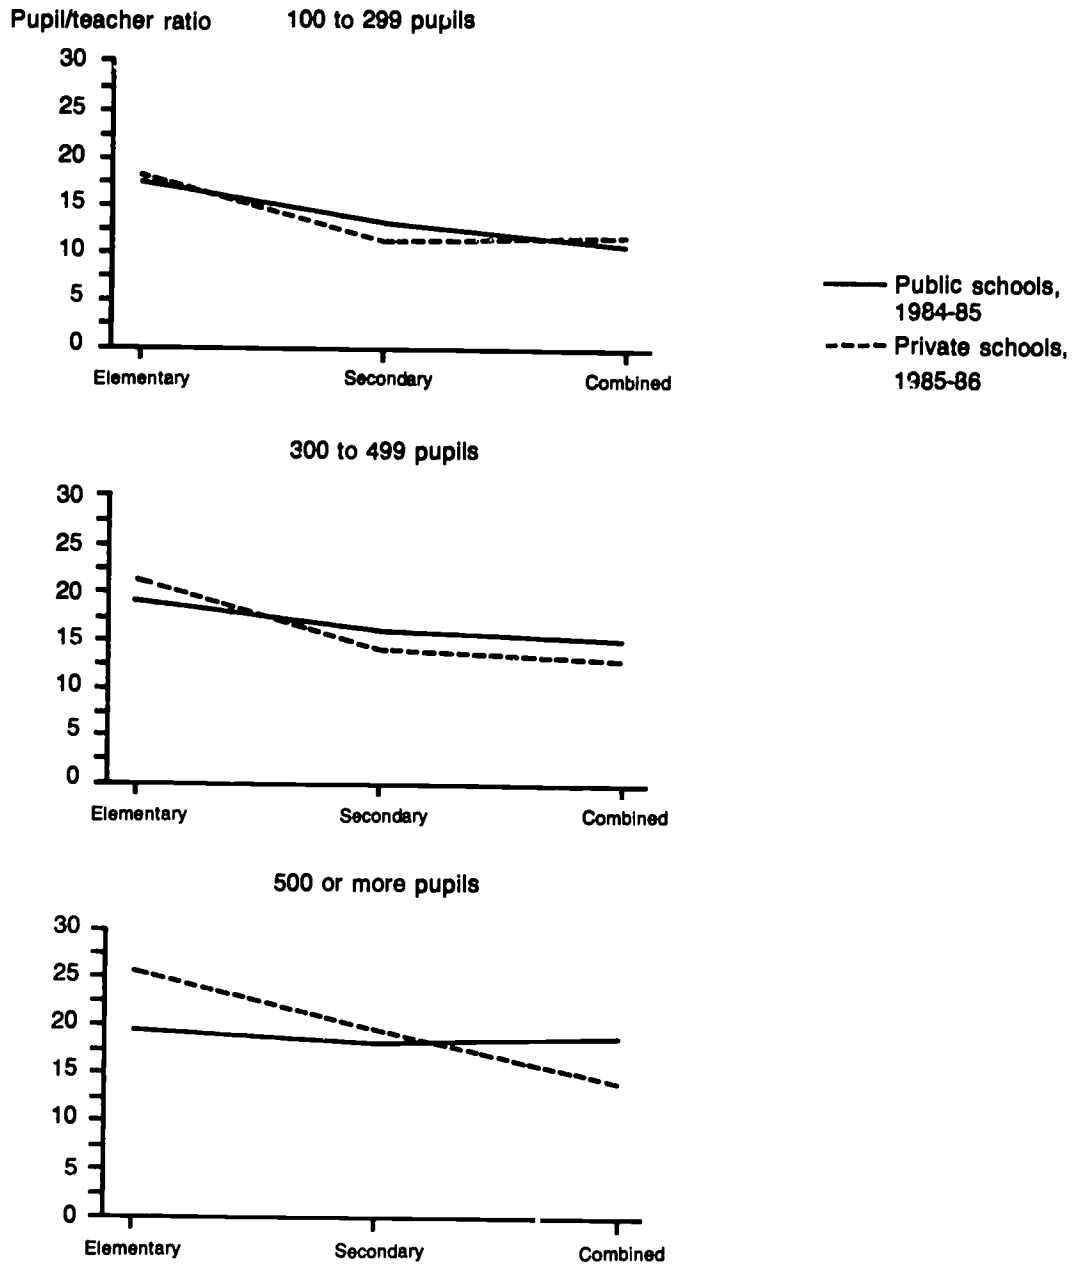 Pupil/teacher ratio 100 to 299 pupils
30
25
20
15
10
5
0
Elementary Secondary Combined
Public schools,
1984-85
Private schools,
1985-86
300 to 499 pupils
30
25
20
15
10
5
0
Elementary Secondary Combined
500 or more pupils
30
25
20
15
10
5
0
Elementary Secondary Combined